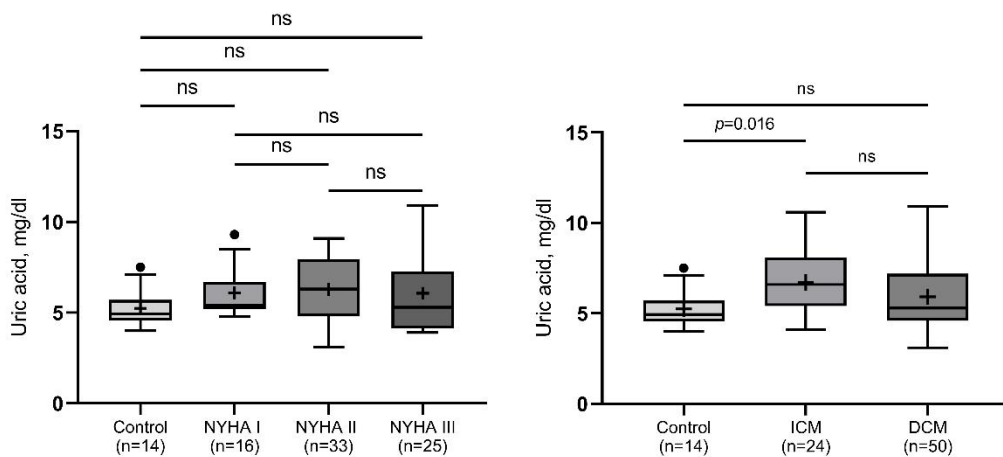 ns
ns
ns
ns
ns
ns
15
10
5
0
Uric acid, mg/dl
Control
(n=14)
NYHA I
(n=16)
NYHA II
(n=33)
NYHA III
(n=25)
ns
p=0.016
ns
15
10
5
0
Uric acid, mg/dl
Control
(n=14)
ICM
(n=24)
DCM
(n=50)